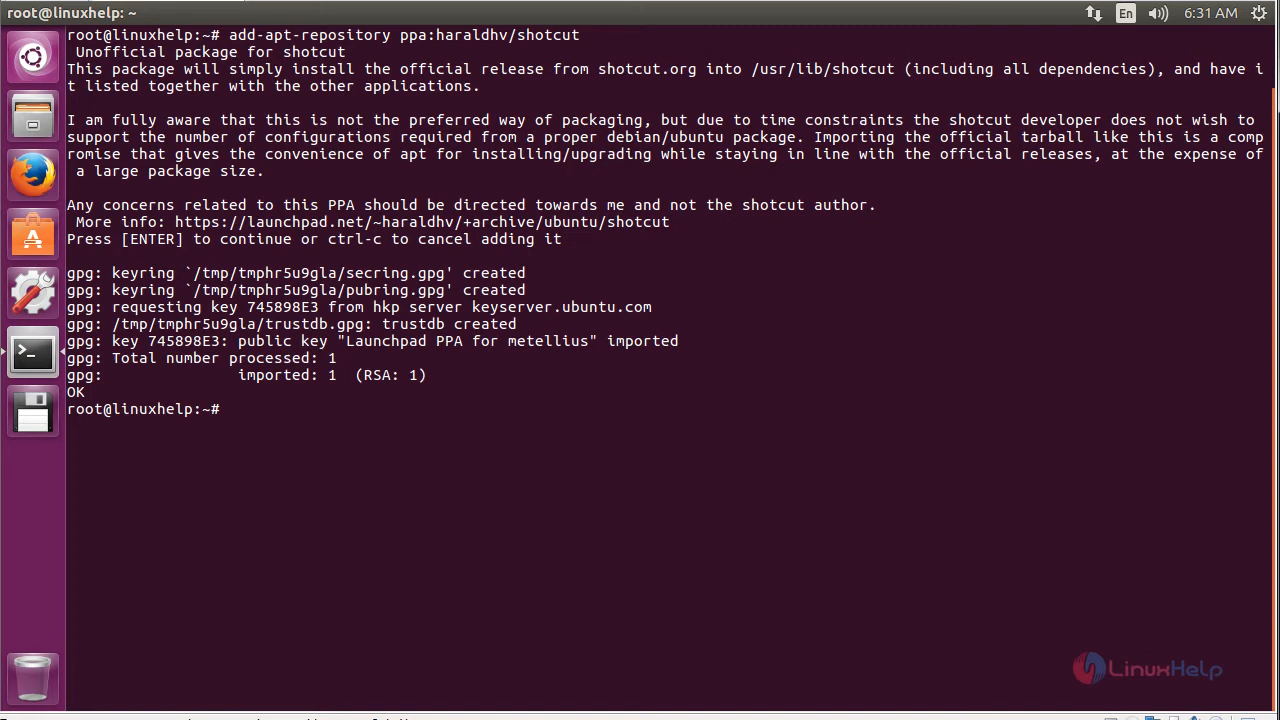 root@linuxhelp: ~
En
6:31 AM
root@linuxhelp:~# add-apt-repository ppa:haraldhv/shotcut
Unofficial package for shotcut
This package will simply install the official release from shotcut.org into /usr/lib/shotcut (including all dependencies), and have i
t listed together with the other applications.
I am fully aware that this is not the preferred way of packaging, but due to time constraints the shotcut developer does not wish to
support the number of configurations required from a proper debian/ubuntu package. Importing the official tarball like this is a comp
romise that gives the convenience of apt for installing/upgrading while staying in line with the official releases, at the expense of
a large package size.
Any concerns related to this PPA should be directed towards me and not the shotcut author.
More info: https://launchpad.net/~haraldhv/+archive/ubuntu/shotcut
Press [ENTER] to continue or ctrl-c to cancel adding it
gpg: keyring `/tmp/tmphr5u9gla/secring.gpg' created
gpg: keyring `/tmp/tmphr5u9gla/pubring.gpg' created
gpg: requesting key 745898E3 from hkp server keyserver.ubuntu.com
gpg: /tmp/tmphr5u9gla/trustdb.gpg: trustdb created
gpg: key 745898E3: public key "Launchpad PPA for metellius" imported
gpg: Total number processed: 1
gpg:               imported: 1  (RSA: 1)
OK
root@linuxhelp:~#
LinuxHelp